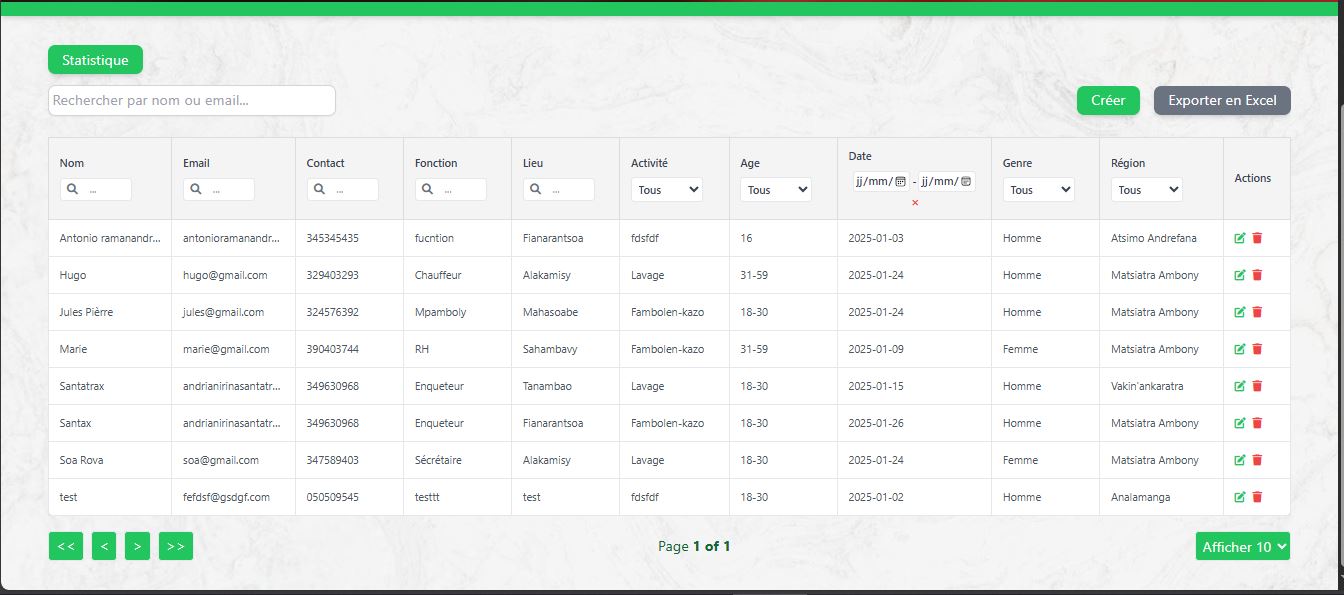 Statistique
Rechercher par nom ou email...
Créer Exporter en Excel
Nom Email Contact Fonction Lieu Activité Age Date Genre Région Actions
... ... ... ... ... Tous Tous jj/mm/ - jj/mm/ Tous Tous
×
Antonio ramanandr... antonioramanandr... 345345435 fucntion Fianarantsoa fdsfdf 16 2025-01-03 Homme Atsimo Andrefana
Hugo hugo@gmail.com 329403293 Chauffeur Alakamisy Lavage 31-59 2025-01-24 Homme Matsiatra Ambony
Jules Pièrre jules@gmail.com 324576392 Mpamboly Mahasoabe Fambolen-kazo 18-30 2025-01-24 Homme Matsiatra Ambony
Marie marie@gmail.com 390403744 RH Sahambavy Fambolen-kazo 31-59 2025-01-09 Femme Matsiatra Ambony
Santatrax andrianirinasantatr... 349630968 Enqueteur Tanambao Lavage 18-30 2025-01-15 Homme Vakin'ankaratra
Santax andrianirinasantatr... 349630968 Enqueteur Fianarantsoa Fambolen-kazo 18-30 2025-01-26 Homme Matsiatra Ambony
Soa Rova soa@gmail.com 347589403 Sécrétaire Alakamisy Lavage 18-30 2025-01-24 Femme Matsiatra Ambony
test fefdsf@gsdgf.com 050509545 testtt test fdsfdf 18-30 2025-01-02 Homme Analamanga
<< < > >> Page 1 of 1 Afficher 10